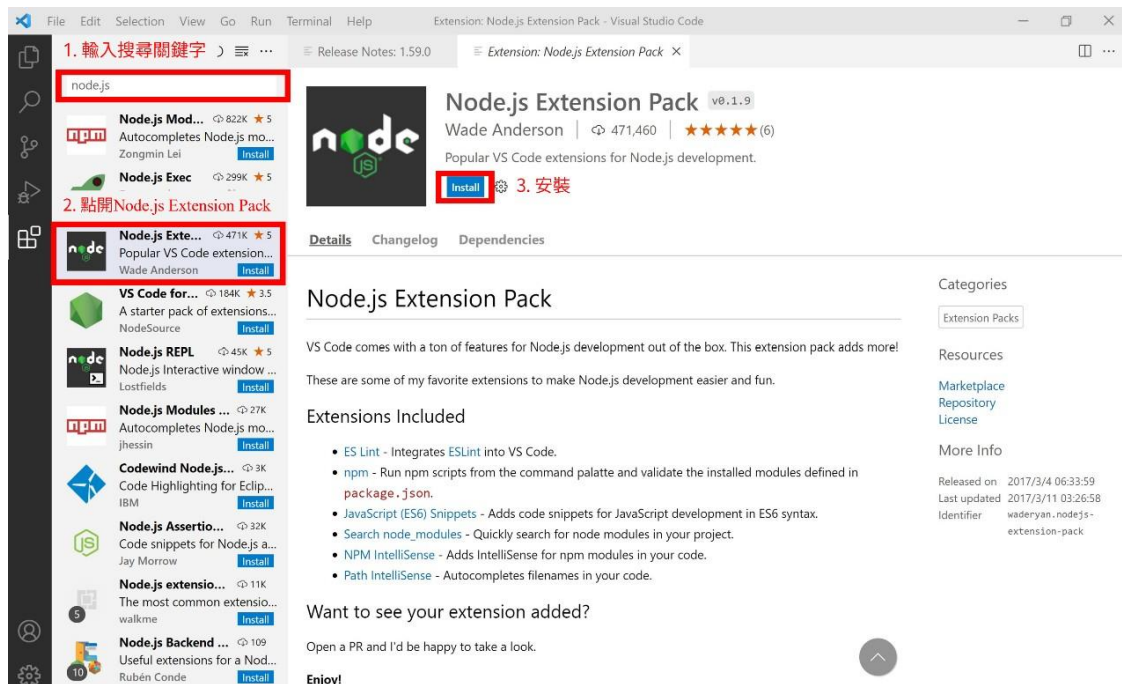 File Edit Selection View Go Run Terminal Help
Extension: Node.js Extension Pack - Visual Studio Code
1. 輸入搜尋關鍵字
Release Notes: 1.59.0
Extension: Node.js Extension Pack
node.js
Node.js Mod... 822K ★ 5
Autocompletes Node.js mo...
Zongmin Lei Install
Node.js Exec 299K ★ 5
2. 點開Node.js Extension Pack
node
Node.js Exte... 471K ★ 5
Popular VS Code extension...
Wade Anderson Install
VS Code for... 184K ★ 3.5
A starter pack of extensions...
NodeSource Install
node
Node.js REPL 45K ★ 5
Node.js Interactive window ...
Lostfields Install
Node.js Modules ... 27K
Autocompletes Node.js mo...
jhessin Install
Codewind Node.js... 3K
Code Highlighting for Eclip...
IBM Install
JS
Node.js Assertio... 32K
Code snippets for Node.js a...
Jay Morrow Install
Node.js extensio... 11K
The most common extensio...
5
walkme Install
Node.js Backend ... 109
Useful extensions for a Nod...
10
Rubén Conde Install
node
JS
Node.js Extension Pack v0.1.9
Wade Anderson | 471,460 | ★★★★★(6)
Popular VS Code extensions for Node.js development.
Install 3. 安裝
Details Changelog Dependencies
Node.js Extension Pack
VS Code comes with a ton of features for Node.js development out of the box. This extension pack adds more!
These are some of my favorite extensions to make Node.js development easier and fun.
Extensions Included
• ES Lint - Integrates ESLint into VS Code.
• npm - Run npm scripts from the command palatte and validate the installed modules defined in
package.json.
• JavaScript (ES6) Snippets - Adds code snippets for JavaScript development in ES6 syntax.
• Search node_modules - Quickly search for node modules in your project.
• NPM IntelliSense - Adds IntelliSense for npm modules in your code.
• Path IntelliSense - Autocompletes filenames in your code.
Want to see your extension added?
Open a PR and I'd be happy to take a look.
Enjoy!
Categories
Extension Packs
Resources
Marketplace
Repository
License
More Info
Released on 2017/3/4 06:33:59
Last updated 2017/3/11 03:26:58
Identifier waderyan.nodejs-
extension-pack